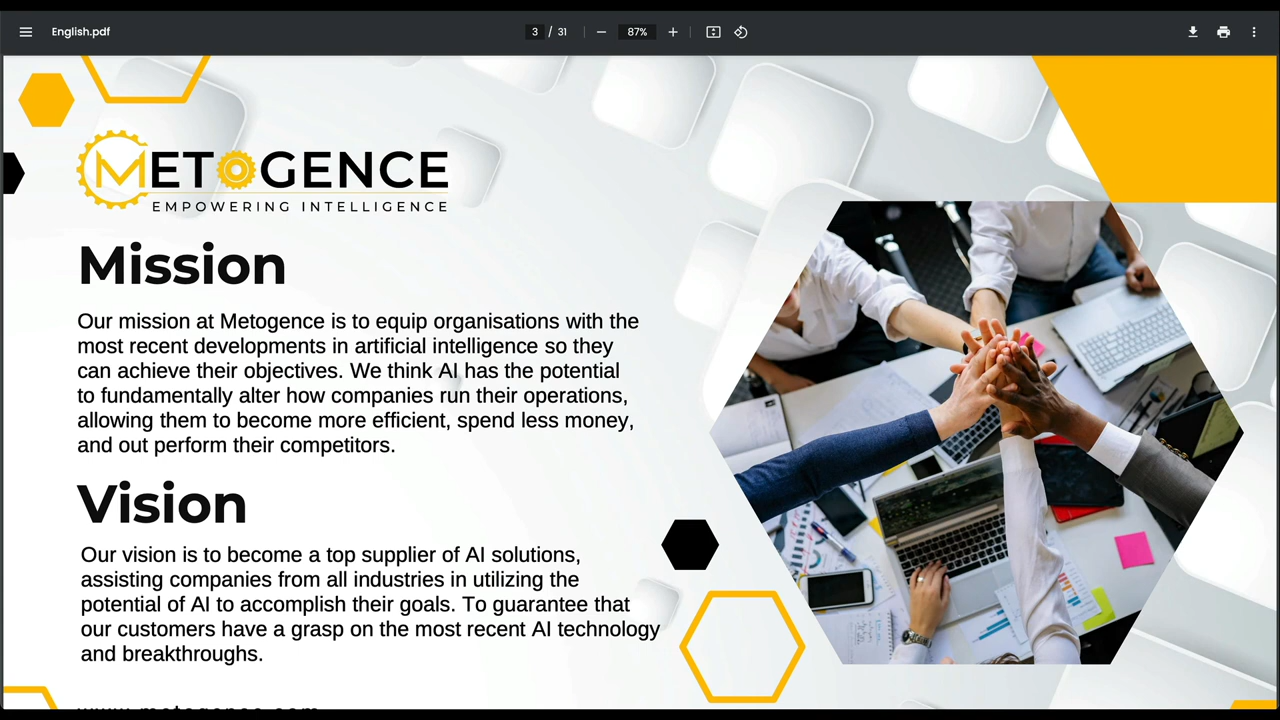 English.pdf
3 / 31
87%
METOGENCE
EMPOWERING INTELLIGENCE
Mission
Our mission at Metogence is to equip organisations with the
most recent developments in artificial intelligence so they
can achieve their objectives. We think AI has the potential
to fundamentally alter how companies run their operations,
allowing them to become more efficient, spend less money,
and out perform their competitors.
Vision
Our vision is to become a top supplier of AI solutions,
assisting companies from all industries in utilizing the
potential of AI to accomplish their goals. To guarantee that
our customers have a grasp on the most recent AI technology
and breakthroughs.
www.metogence.com